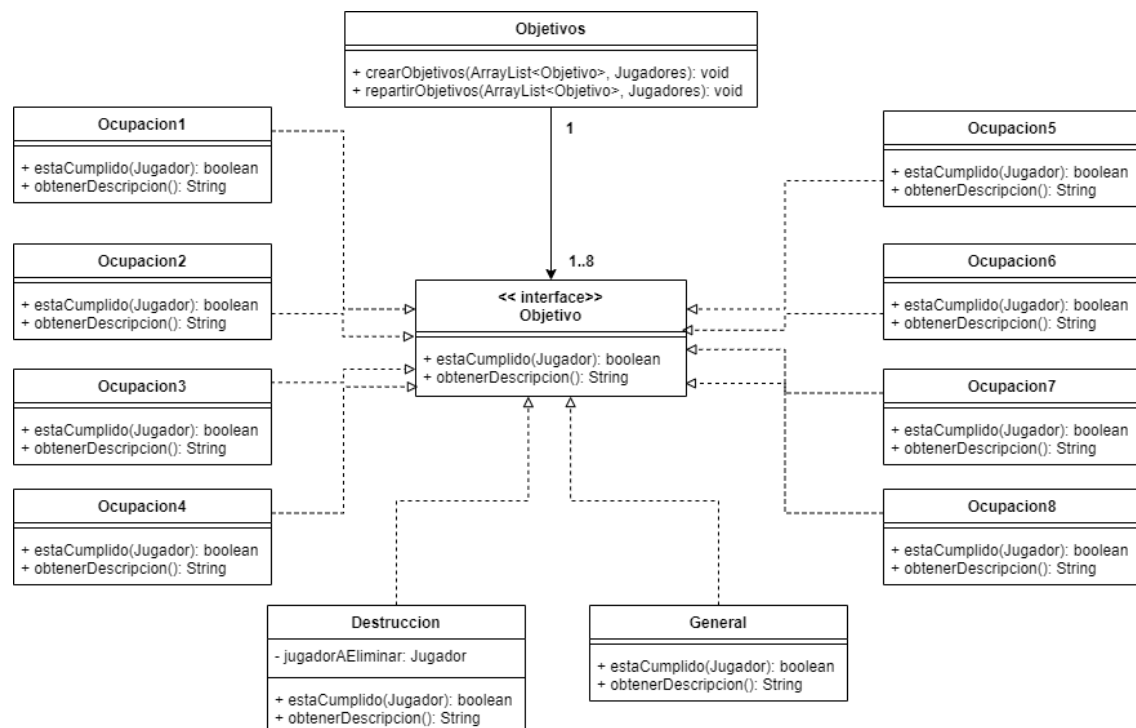 Objetivos
+ crearObjetivos(ArrayList<Objetivo>, Jugadores): void
+ repartirObjetivos(ArrayList<Objetivo>, Jugadores): void
1
1..8
Ocupacion1
+ estaCumplido(Jugador): boolean
+ obtenerDescripcion(): String
Ocupacion2
+ estaCumplido(Jugador): boolean
+ obtenerDescripcion(): String
Ocupacion3
+ estaCumplido(Jugador): boolean
+ obtenerDescripcion(): String
Ocupacion4
+ estaCumplido(Jugador): boolean
+ obtenerDescripcion(): String
<< interface>>
Objetivo
+ estaCumplido(Jugador): boolean
+ obtenerDescripcion(): String
Ocupacion5
+ estaCumplido(Jugador): boolean
+ obtenerDescripcion(): String
Ocupacion6
+ estaCumplido(Jugador): boolean
+ obtenerDescripcion(): String
Ocupacion7
+ estaCumplido(Jugador): boolean
+ obtenerDescripcion(): String
Ocupacion8
+ estaCumplido(Jugador): boolean
+ obtenerDescripcion(): String
Destruccion
- jugadorAEliminar: Jugador
+ estaCumplido(Jugador): boolean
+ obtenerDescripcion(): String
General
+ estaCumplido(Jugador): boolean
+ obtenerDescripcion(): String